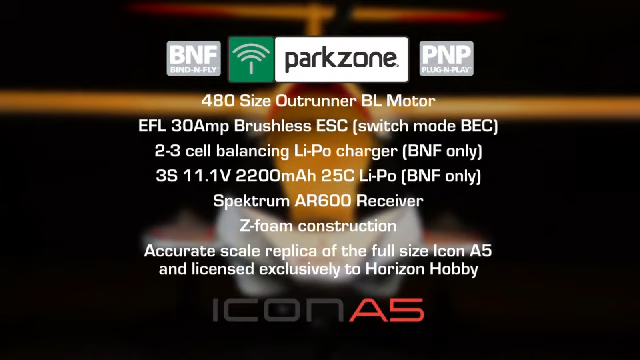 BNF parkzone PNP
BIND-N-FLY PLUG-N-PLAY
480 Size Outrunner BL Motor
EFL 30Amp Brushless ESC (switch mode BEC)
2-3 cell balancing Li-Po charger (BNF only)
3S 11.1V 2200mAh 25C Li-Po (BNF only)
Spektrum AR600 Receiver
Z-foam construction
Accurate scale replica of the full size Icon A5
and licensed exclusively to Horizon Hobby
ICON A5